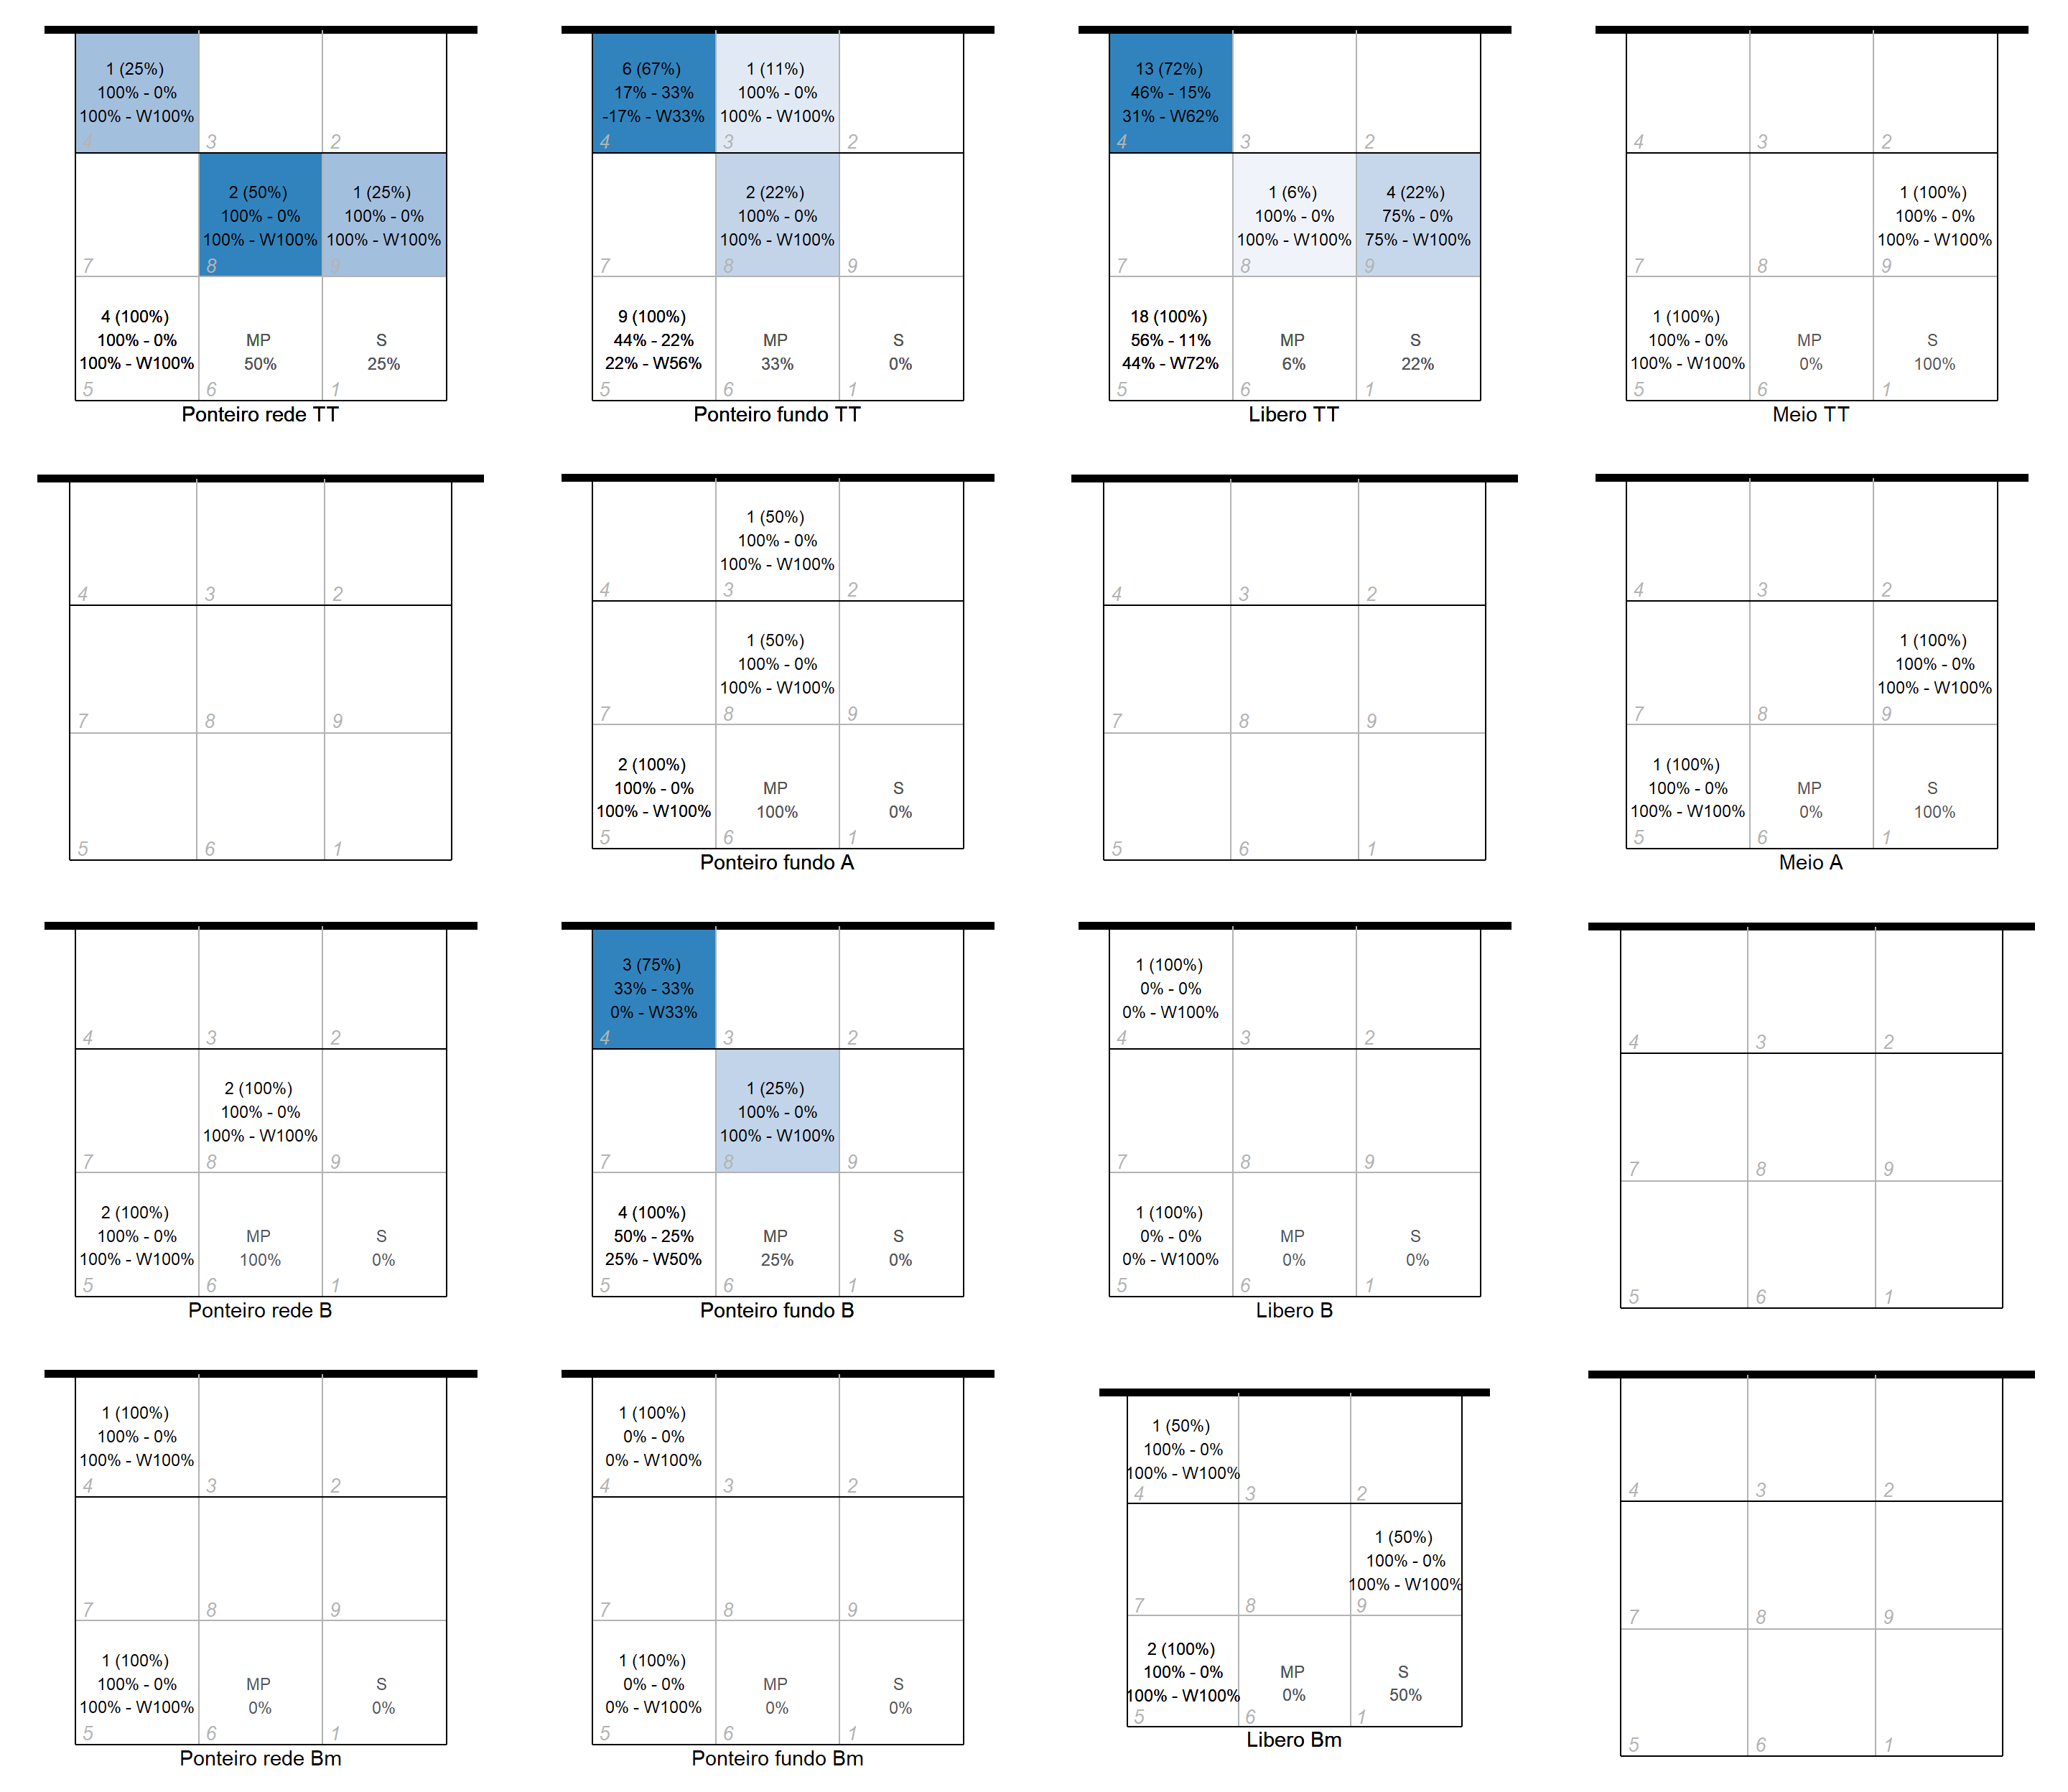 1 (25%)
100% - 0%
100% - W100%
4
3
2
7
2 (50%)
100% - 0%
100% - W100%
8
1 (25%)
100% - 0%
100% - W100%
9
4 (100%)
100% - 0%
100% - W100%
5
MP
50%
6
S
25%
1
Ponteiro rede TT
6 (67%)
17% - 33%
-17% - W33%
4
1 (11%)
100% - 0%
100% - W100%
3
2
7
2 (22%)
100% - 0%
100% - W100%
8
9
9 (100%)
44% - 22%
22% - W56%
5
MP
33%
6
S
0%
1
Ponteiro fundo TT
13 (72%)
46% - 15%
31% - W62%
4
3
2
7
1 (6%)
100% - 0%
100% - W100%
8
4 (22%)
75% - 0%
75% - W100%
9
18 (100%)
56% - 11%
44% - W72%
5
MP
6%
6
S
22%
1
Libero TT
4
3
2
7
8
1 (100%)
100% - 0%
100% - W100%
9
1 (100%)
100% - 0%
100% - W100%
5
MP
0%
6
S
100%
1
Meio TT
4
3
2
7
8
9
5
6
1
4
1 (50%)
100% - 0%
100% - W100%
3
2
7
1 (50%)
100% - 0%
100% - W100%
8
9
2 (100%)
100% - 0%
100% - W100%
5
MP
100%
6
S
0%
1
Ponteiro fundo A
4
3
2
7
8
9
5
6
1
4
3
2
7
8
1 (100%)
100% - 0%
100% - W100%
9
1 (100%)
100% - 0%
100% - W100%
5
MP
0%
6
S
100%
1
Meio A
4
3
2
7
2 (100%)
100% - 0%
100% - W100%
8
9
2 (100%)
100% - 0%
100% - W100%
5
MP
100%
6
S
0%
1
Ponteiro rede B
3 (75%)
33% - 33%
0% - W33%
4
3
2
7
1 (25%)
100% - 0%
100% - W100%
8
9
4 (100%)
50% - 25%
25% - W50%
5
MP
25%
6
S
0%
1
Ponteiro fundo B
1 (100%)
0% - 0%
0% - W100%
4
3
2
7
8
9
1 (100%)
0% - 0%
0% - W100%
5
MP
0%
6
S
0%
1
Libero B
4
3
2
7
8
9
5
6
1
1 (100%)
100% - 0%
100% - W100%
4
3
2
7
8
9
1 (100%)
100% - 0%
100% - W100%
5
MP
0%
6
S
0%
1
Ponteiro rede Bm
1 (100%)
0% - 0%
0% - W100%
4
3
2
7
8
9
1 (100%)
0% - 0%
0% - W100%
5
MP
0%
6
S
0%
1
Ponteiro fundo Bm
1 (50%)
100% - 0%
100% - W100%
4
3
2
7
8
1 (50%)
100% - 0%
100% - W100%
9
2 (100%)
100% - 0%
100% - W100%
5
MP
0%
6
S
50%
1
Libero Bm
4
3
2
7
8
9
5
6
1